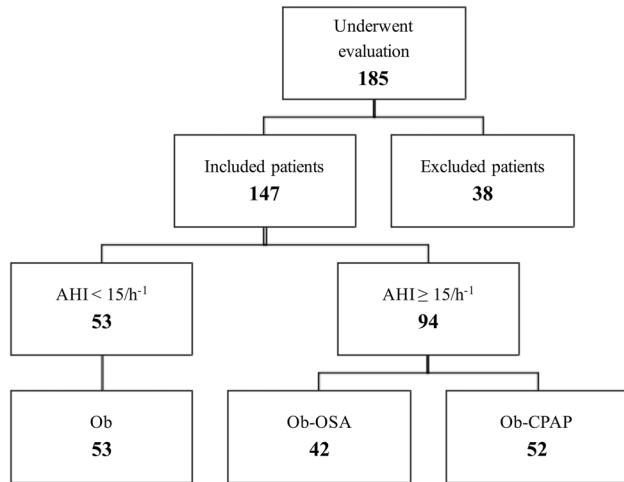 Underwent
evaluation
185
Included patients
147
Excluded patients
38
AHI < 15/h⁻¹
53
AHI ≥ 15/h⁻¹
94
Ob
53
Ob-OSA
42
Ob-CPAP
52